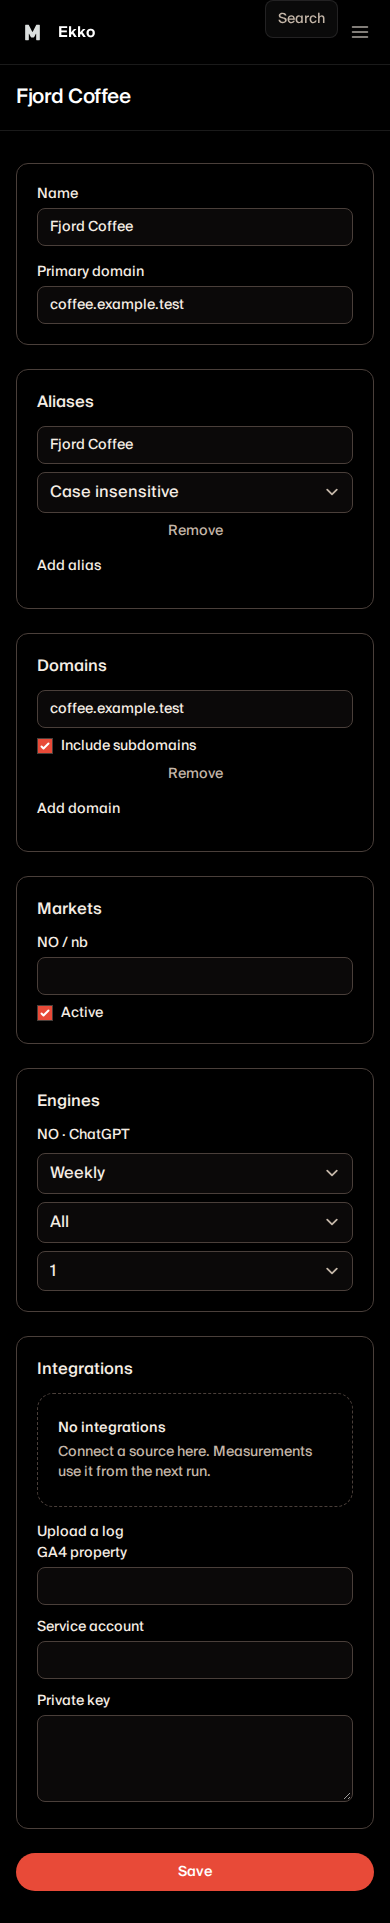 Ekko
Search
Fjord Coffee
Name
Fjord Coffee
Primary domain
coffee.example.test
Aliases
Fjord Coffee
Case insensitive
Remove
Add alias
Domains
coffee.example.test
Include subdomains
Remove
Add domain
Markets
NO / nb
Active
Engines
NO · ChatGPT
Weekly
All
1
Integrations
No integrations
Connect a source here. Measurements
use it from the next run.
Upload a log
GA4 property
Service account
Private key
Save